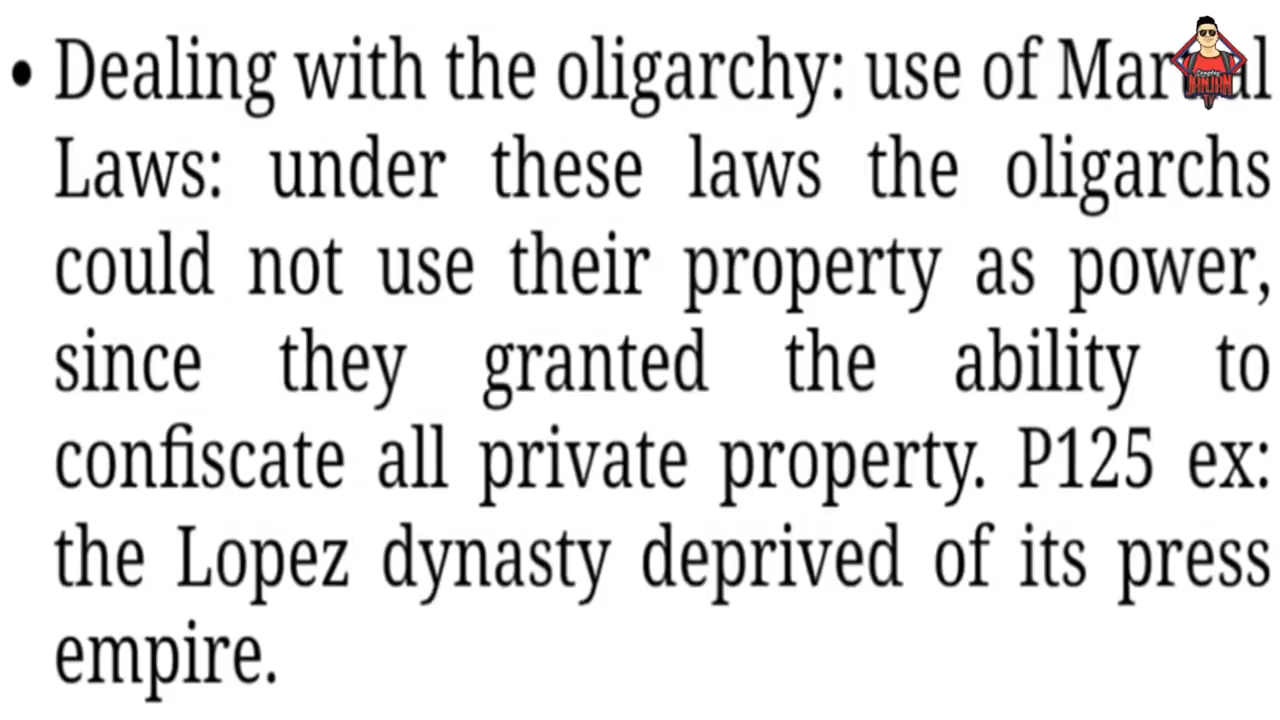 • Dealing with the oligarchy: use of Martial
Laws: under these laws the oligarchs
could not use their property as power,
since they granted the ability to
confiscate all private property. P125 ex:
the Lopez dynasty deprived of its press
empire.
JANJAN